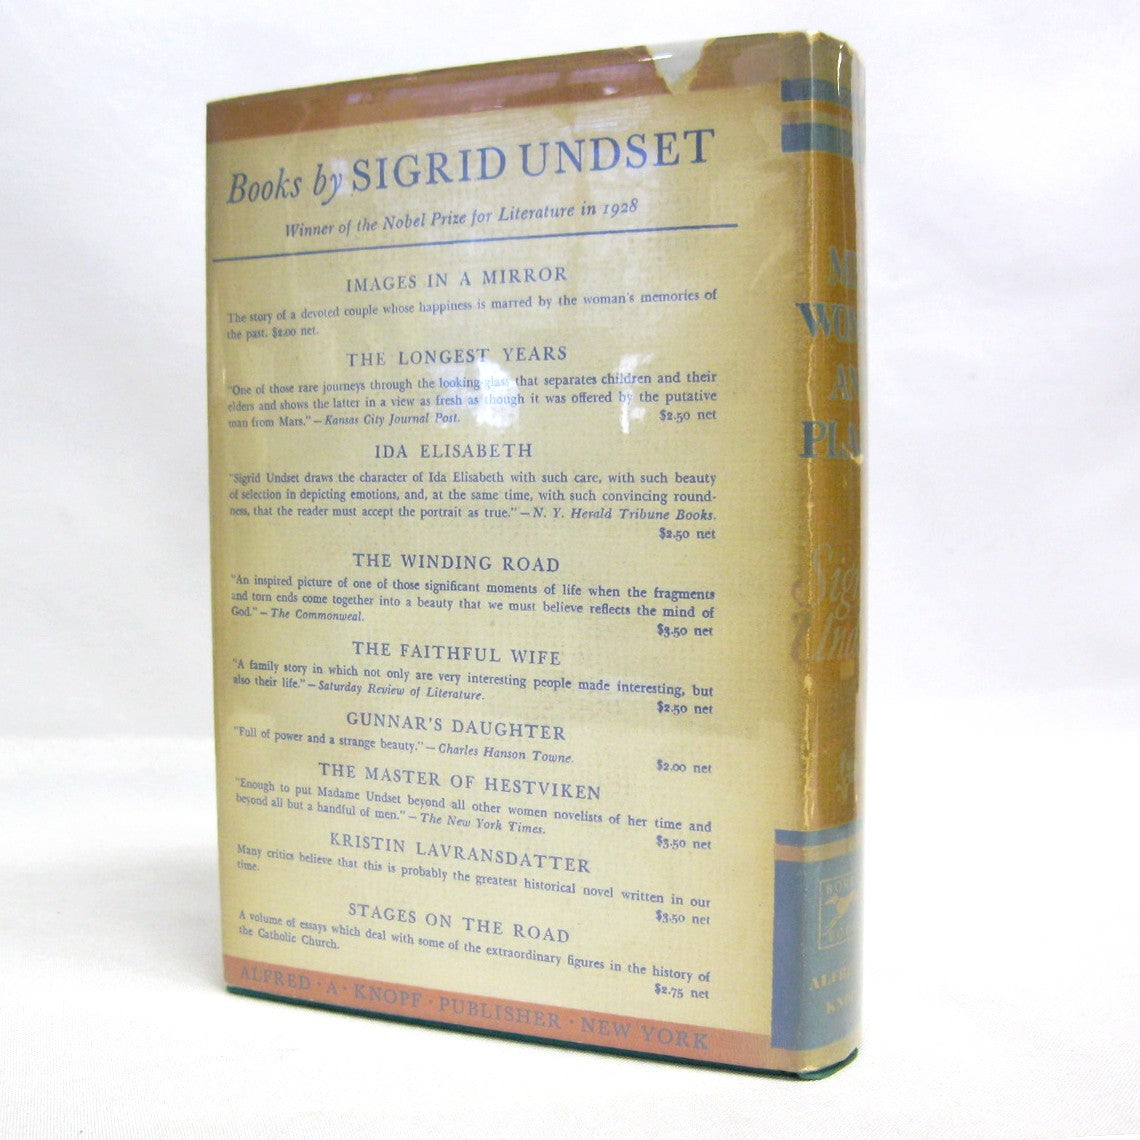 Books by SIGRID UNDSET
Winner of the Nobel Prize for Literature in 1928
IMAGES IN A MIRROR
The story of a devoted couple whose happiness is marred by the woman's memories of
the past. $2.00 net.
THE LONGEST YEARS
"One of those rare journeys through the looking-glass that separates children and their
elders and shows the latter in a view as fresh as though it was offered by the putative
man from Mars."—Kansas City Journal Post. $2.50 net
IDA ELISABETH
"Sigrid Undset draws the character of Ida Elisabeth with such care, with such beauty
of selection in depicting emotions, and, at the same time, with such convincing round-
ness, that the reader must accept the portrait as true."—N. Y. Herald Tribune Books.
$2.50 net
THE WINDING ROAD
"An inspired picture of one of those significant moments of life when the fragments
and torn ends come together into a beauty that we must believe reflects the mind of
God."—The Commonweal. $3.50 net
THE FAITHFUL WIFE
"A family story in which not only are very interesting people made interesting, but
also their life."—Saturday Review of Literature. $2.50 net
GUNNAR'S DAUGHTER
"Full of power and a strange beauty."—Charles Hanson Towne. $2.00 net
THE MASTER OF HESTVIKEN
"Enough to put Madame Undset beyond all other women novelists of her time and
beyond all but a handful of men."—The New York Times. $3.50 net
KRISTIN LAVRANSDATTER
Many critics believe that this is probably the greatest historical novel written in our
time. $3.50 net
STAGES ON THE ROAD
A volume of essays which deal with some of the extraordinary figures in the history of
the Catholic Church. $2.75 net
ALFRED · A · KNOPF · PUBLISHER · NEW YORK